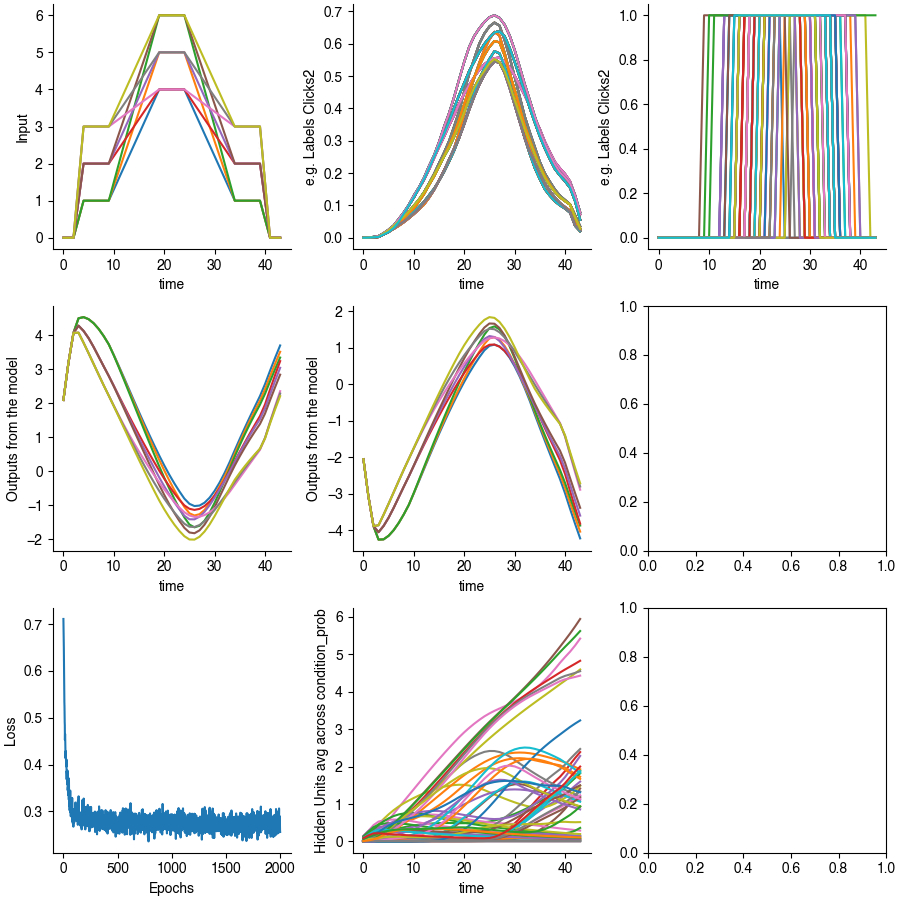 Input
6
5
4
3
2
1
0
0 10 20 30 40
time
e.g. Labels Clicks2
0.7
0.6
0.5
0.4
0.3
0.2
0.1
0.0
0 10 20 30 40
time
e.g. Labels Clicks2
1.0
0.8
0.6
0.4
0.2
0.0
0 10 20 30 40
time
Outputs from the model
4
3
2
1
0
−1
−2
0 10 20 30 40
time
Outputs from the model
2
1
0
−1
−2
−3
−4
0 10 20 30 40
time
1.0
0.8
0.6
0.4
0.2
0.0
0.0 0.2 0.4 0.6 0.8 1.0
Loss
0.7
0.6
0.5
0.4
0.3
0 500 1000 1500 2000
Epochs
Hidden Units avg across condition_prob
6
5
4
3
2
1
0
0 10 20 30 40
time
1.0
0.8
0.6
0.4
0.2
0.0
0.0 0.2 0.4 0.6 0.8 1.0